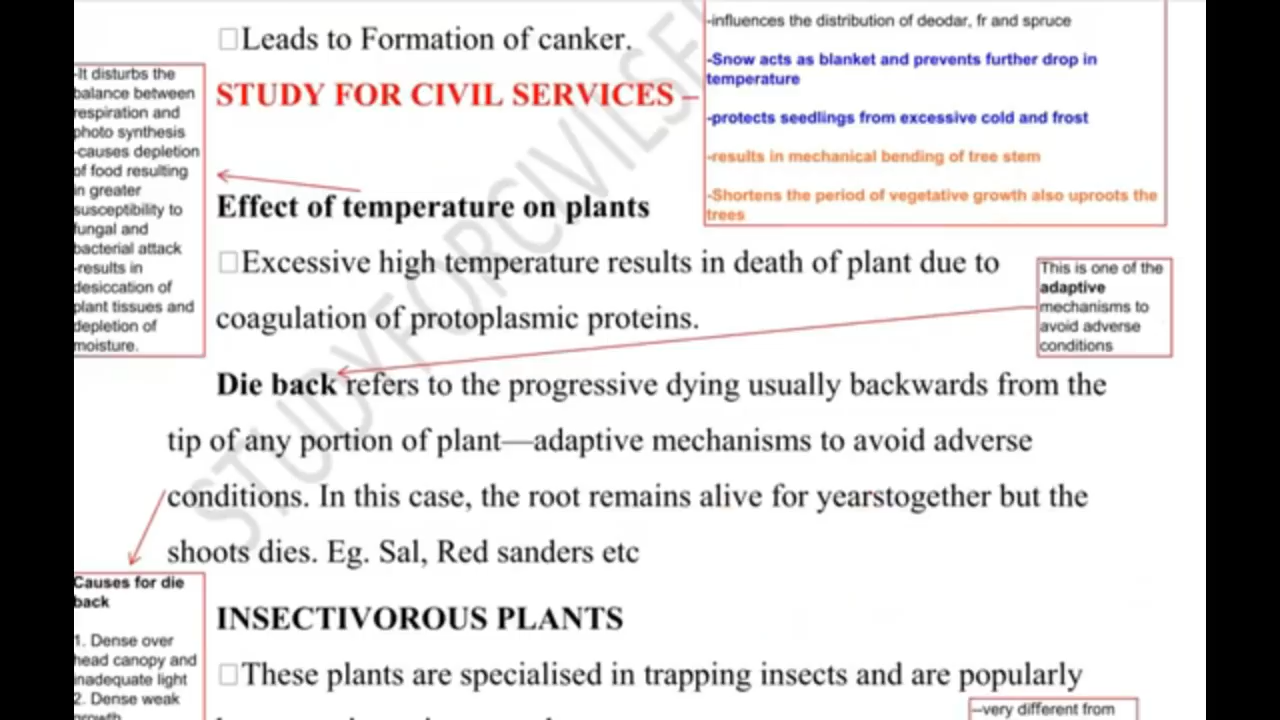 Leads to Formation of canker.
STUDY FOR CIVIL SERVICES –
-influences the distribution of deodar, fr and spruce
-Snow acts as blanket and prevents further drop in
temperature
-protects seedlings from excessive cold and frost
-results in mechanical bending of tree stem
-Shortens the period of vegetative growth also uproots the
trees
-It disturbs the
balance between
respiration and
photo synthesis
-causes depletion
of food resulting
in greater
susceptibility to
fungal and
bacterial attack
-results in
desiccation of
plant tissues and
depletion of
moisture.
Effect of temperature on plants
Excessive high temperature results in death of plant due to
coagulation of protoplasmic proteins.
This is one of the
adaptive
mechanisms to
avoid adverse
conditions
Die back refers to the progressive dying usually backwards from the
tip of any portion of plant—adaptive mechanisms to avoid adverse
conditions. In this case, the root remains alive for yearstogether but the
shoots dies. Eg. Sal, Red sanders etc
Causes for die
back
1. Dense over
head canopy and
inadequate light
2. Dense weak
growth
INSECTIVOROUS PLANTS
These plants are specialised in trapping insects and are popularly
--very different from
STUDYFORCIVILSE